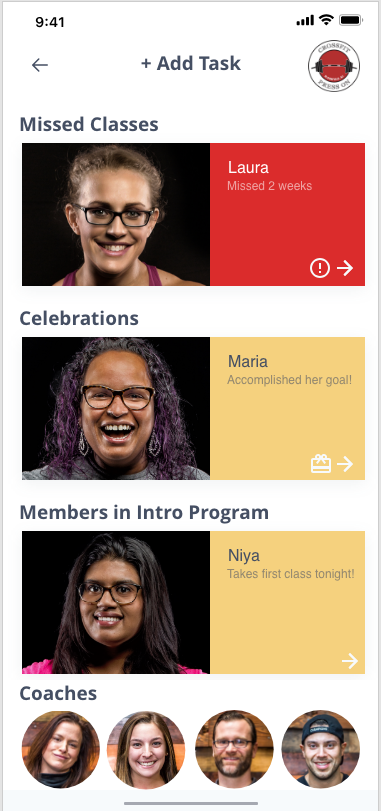 9:41
+ Add Task
CROSSFIT
PRESS ON
Missed Classes
Laura
Missed 2 weeks
Celebrations
Maria
Accomplished her goal!
Members in Intro Program
Niya
Takes first class tonight!
Coaches